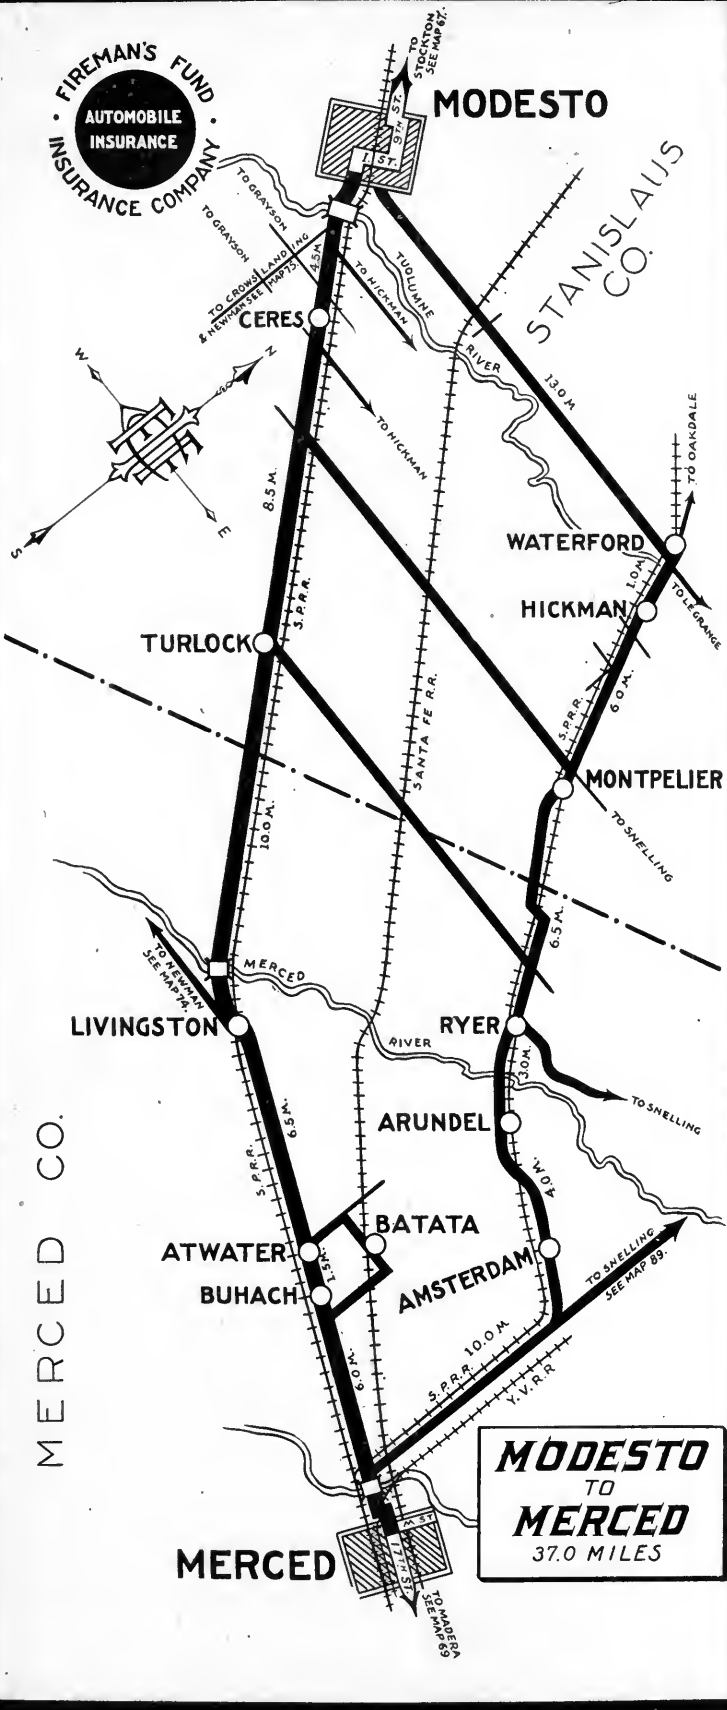 FIREMAN'S FUND
INSURANCE COMPANY
AUTOMOBILE
INSURANCE
TO
STOCKTON
SEE MAP 67.
MODESTO
9TH ST.
I ST.
STANISLAUS
CO.
TO GRAYSON
TO GRAYSON
TO CROWS LANDING
& NEWMAN SEE MAP 75.
4.5 M
TO HICKMAN
TUOLUMNE
RIVER
CERES
TO HICKMAN
13.0 M
N
W
E
S
TO OAKDALE
8.5 M.
WATERFORD
1.0 M.
TO LE GRANGE
HICKMAN
S.P.R.R.
TURLOCK
6.0 M.
S.P.R.R.
SANTA FE R.R.
MONTPELIER
TO SNELLING
10.0 M.
6.5 M.
MERCED
RIVER
TO NEWMAN
SEE MAP 74.
LIVINGSTON
RYER
3.0 M.
TO SNELLING
ARUNDEL
6.5 M.
S.P.R.R.
4.0 M.
MERCED CO.
BATATA
ATWATER
1.5 M.
BUHACH
AMSTERDAM
TO SNELLING
SEE MAP 89.
6.0 M.
S.P.R.R.
10.0 M
Y.V.R.R
MODESTO
TO
MERCED
37.0 MILES
MERCED
M ST
17TH ST.
TO MADERA
SEE MAP 69